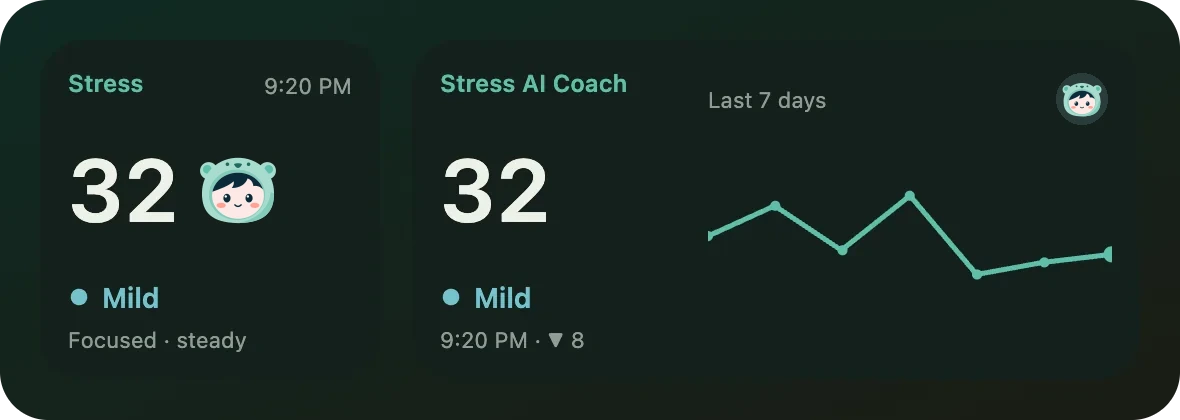 Stress
9:20 PM
32
Mild
Focused · steady
Stress AI Coach
32
Mild
9:20 PM · ▼ 8
Last 7 days